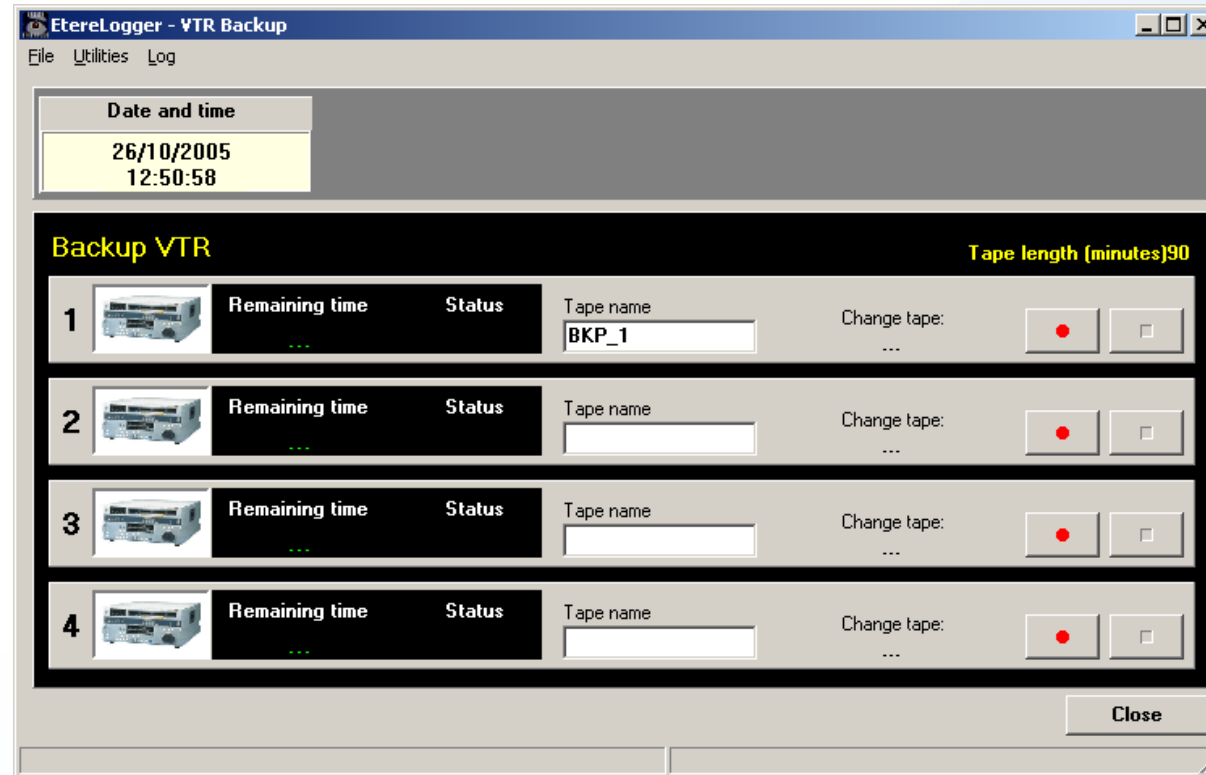 EtereLogger - VTR Backup
File Utilities Log
Date and time
26/10/2005
12:50:58
Backup VTR
Tape length (minutes)90
1 Remaining time Status Tape name Change tape:
... BKP_1 ...
2 Remaining time Status Tape name Change tape:
... ...
3 Remaining time Status Tape name Change tape:
... ...
4 Remaining time Status Tape name Change tape:
... ...
Close